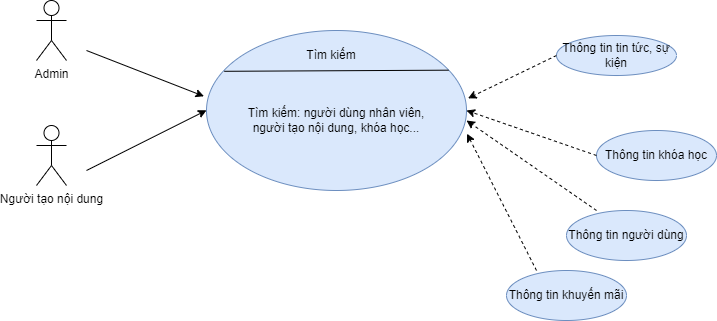 Admin
Người tạo nội dung
Tìm kiếm
Tìm kiếm: người dùng nhân viên,
người tạo nội dung, khóa học...
Thông tin tin tức, sự
kiện
Thông tin khóa học
Thông tin người dùng
Thông tin khuyến mãi